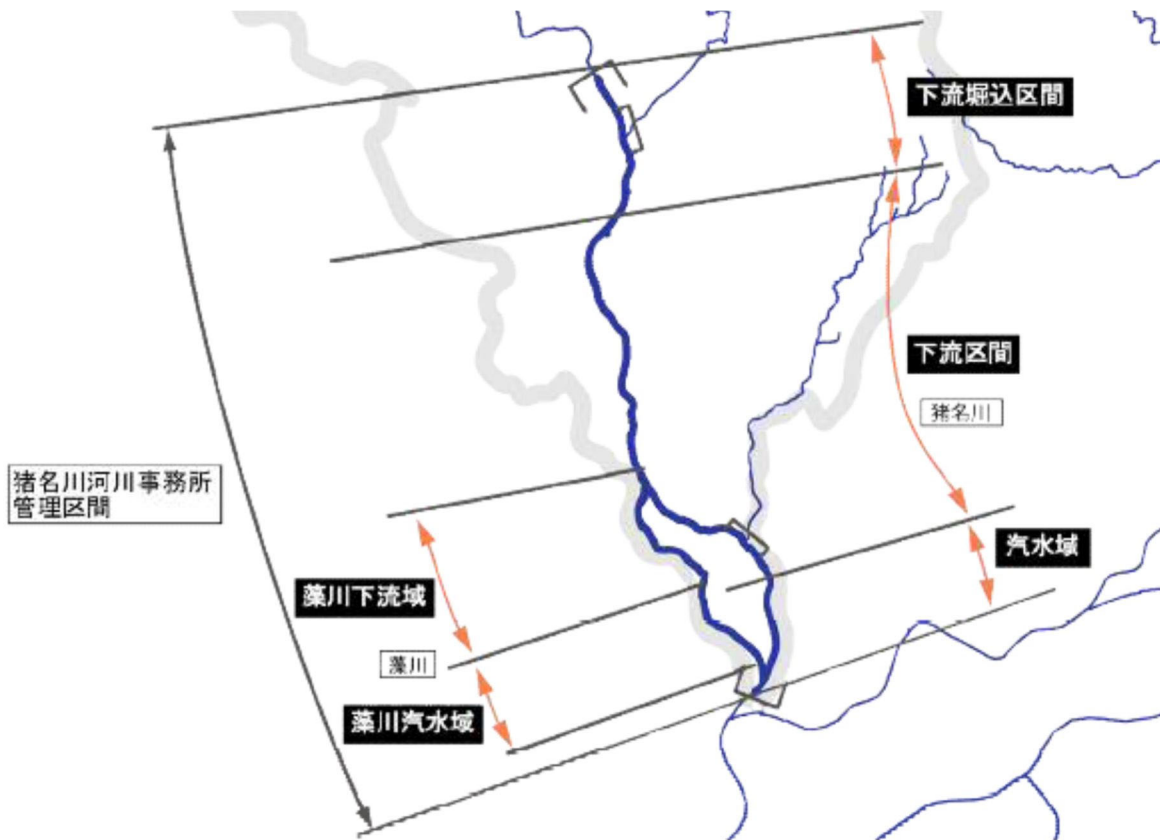 下流堀込区間
下流区間
猪名川
猪名川河川事務所
管理区間
汽水域
藻川下流域
藻川
藻川汽水域